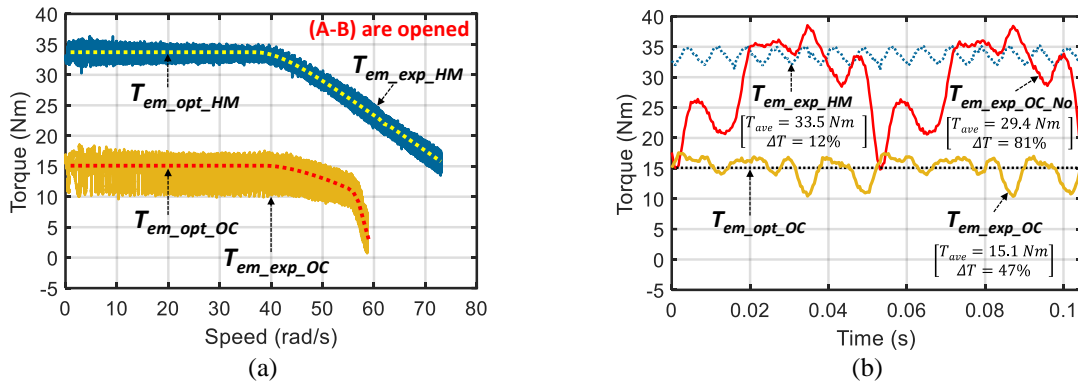 (A-B) are opened
40
35
30
25
20
15
10
5
0
-5
Torque (Nm)
T_em_opt_HM
T_em_exp_HM
T_em_opt_OC
T_em_exp_OC
0 10 20 30 40 50 60 70 80
Speed (rad/s)
(a)
40
35
30
25
20
15
10
5
0
-5
Torque (Nm)
T_em_exp_HM
[T_ave = 33.5 Nm
ΔT = 12%]
T_em_exp_OC_No
[T_ave = 29.4 Nm
ΔT = 81%]
T_em_opt_OC
T_em_exp_OC
[T_ave = 15.1 Nm
ΔT = 47%]
0 0.02 0.04 0.06 0.08 0.1
Time (s)
(b)